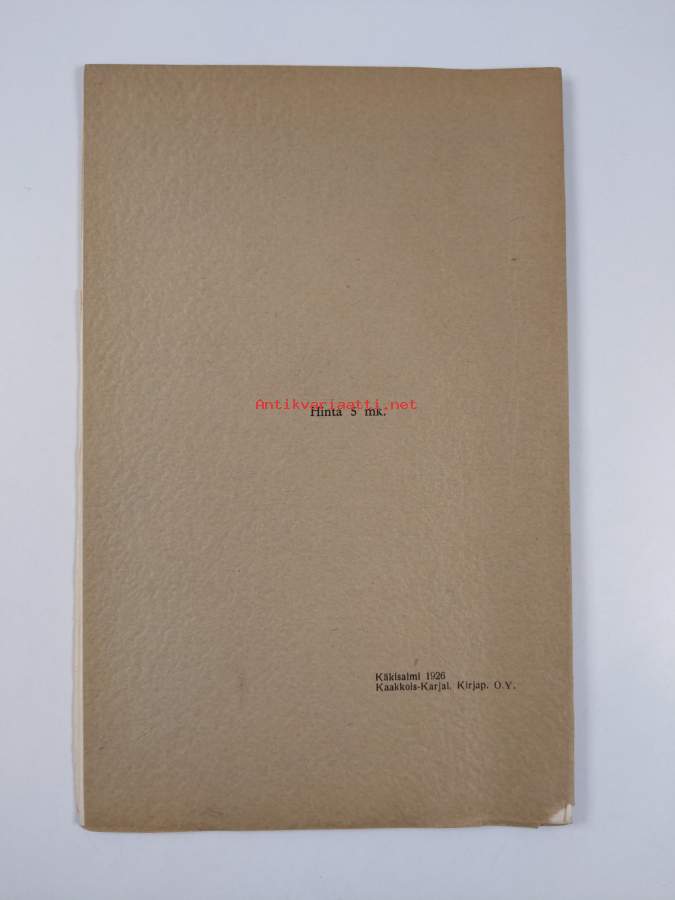 Antikvariaatti.net
Hinta 5 mk.
Käkisalmi 1926
Kaakkois-Karjal. Kirjap. O.Y.